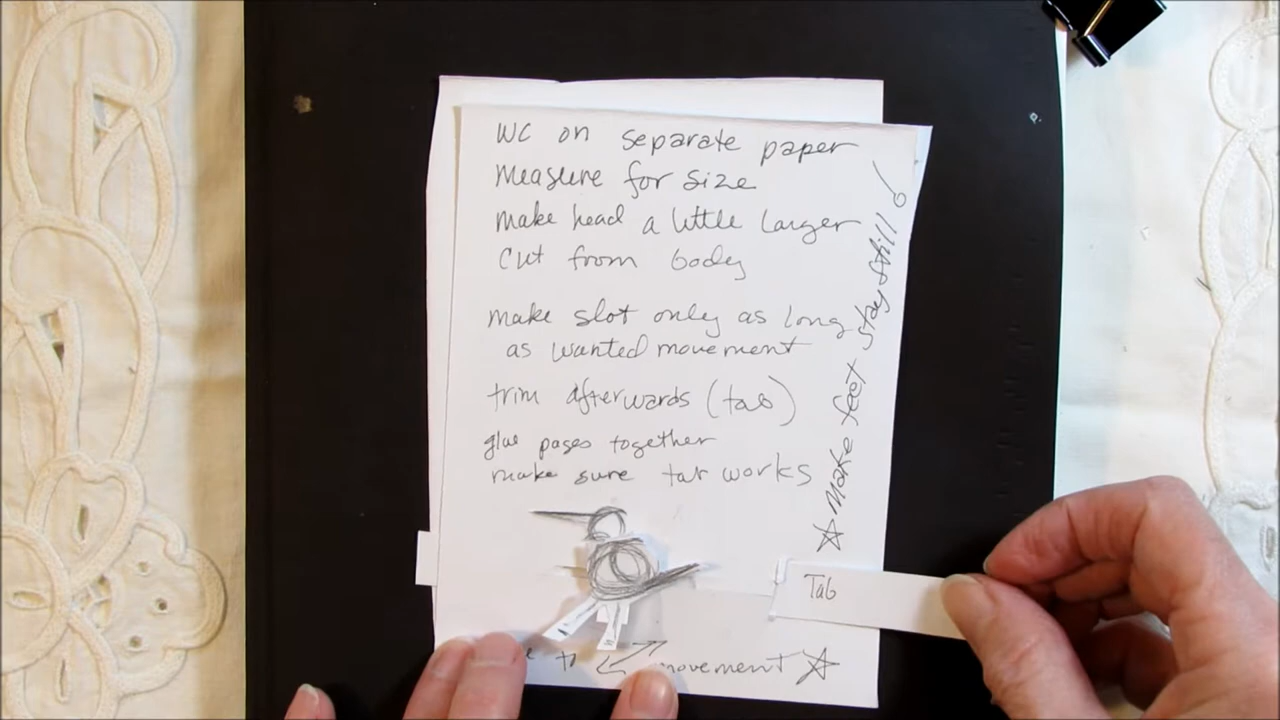 WC on separate paper
measure for size
make head a little larger
cut from body
make slot only as long
as wanted movement
trim afterwards (tab)
glue pages together
make sure tab works
☆ Make feet stay still
Tab
to movement ☆